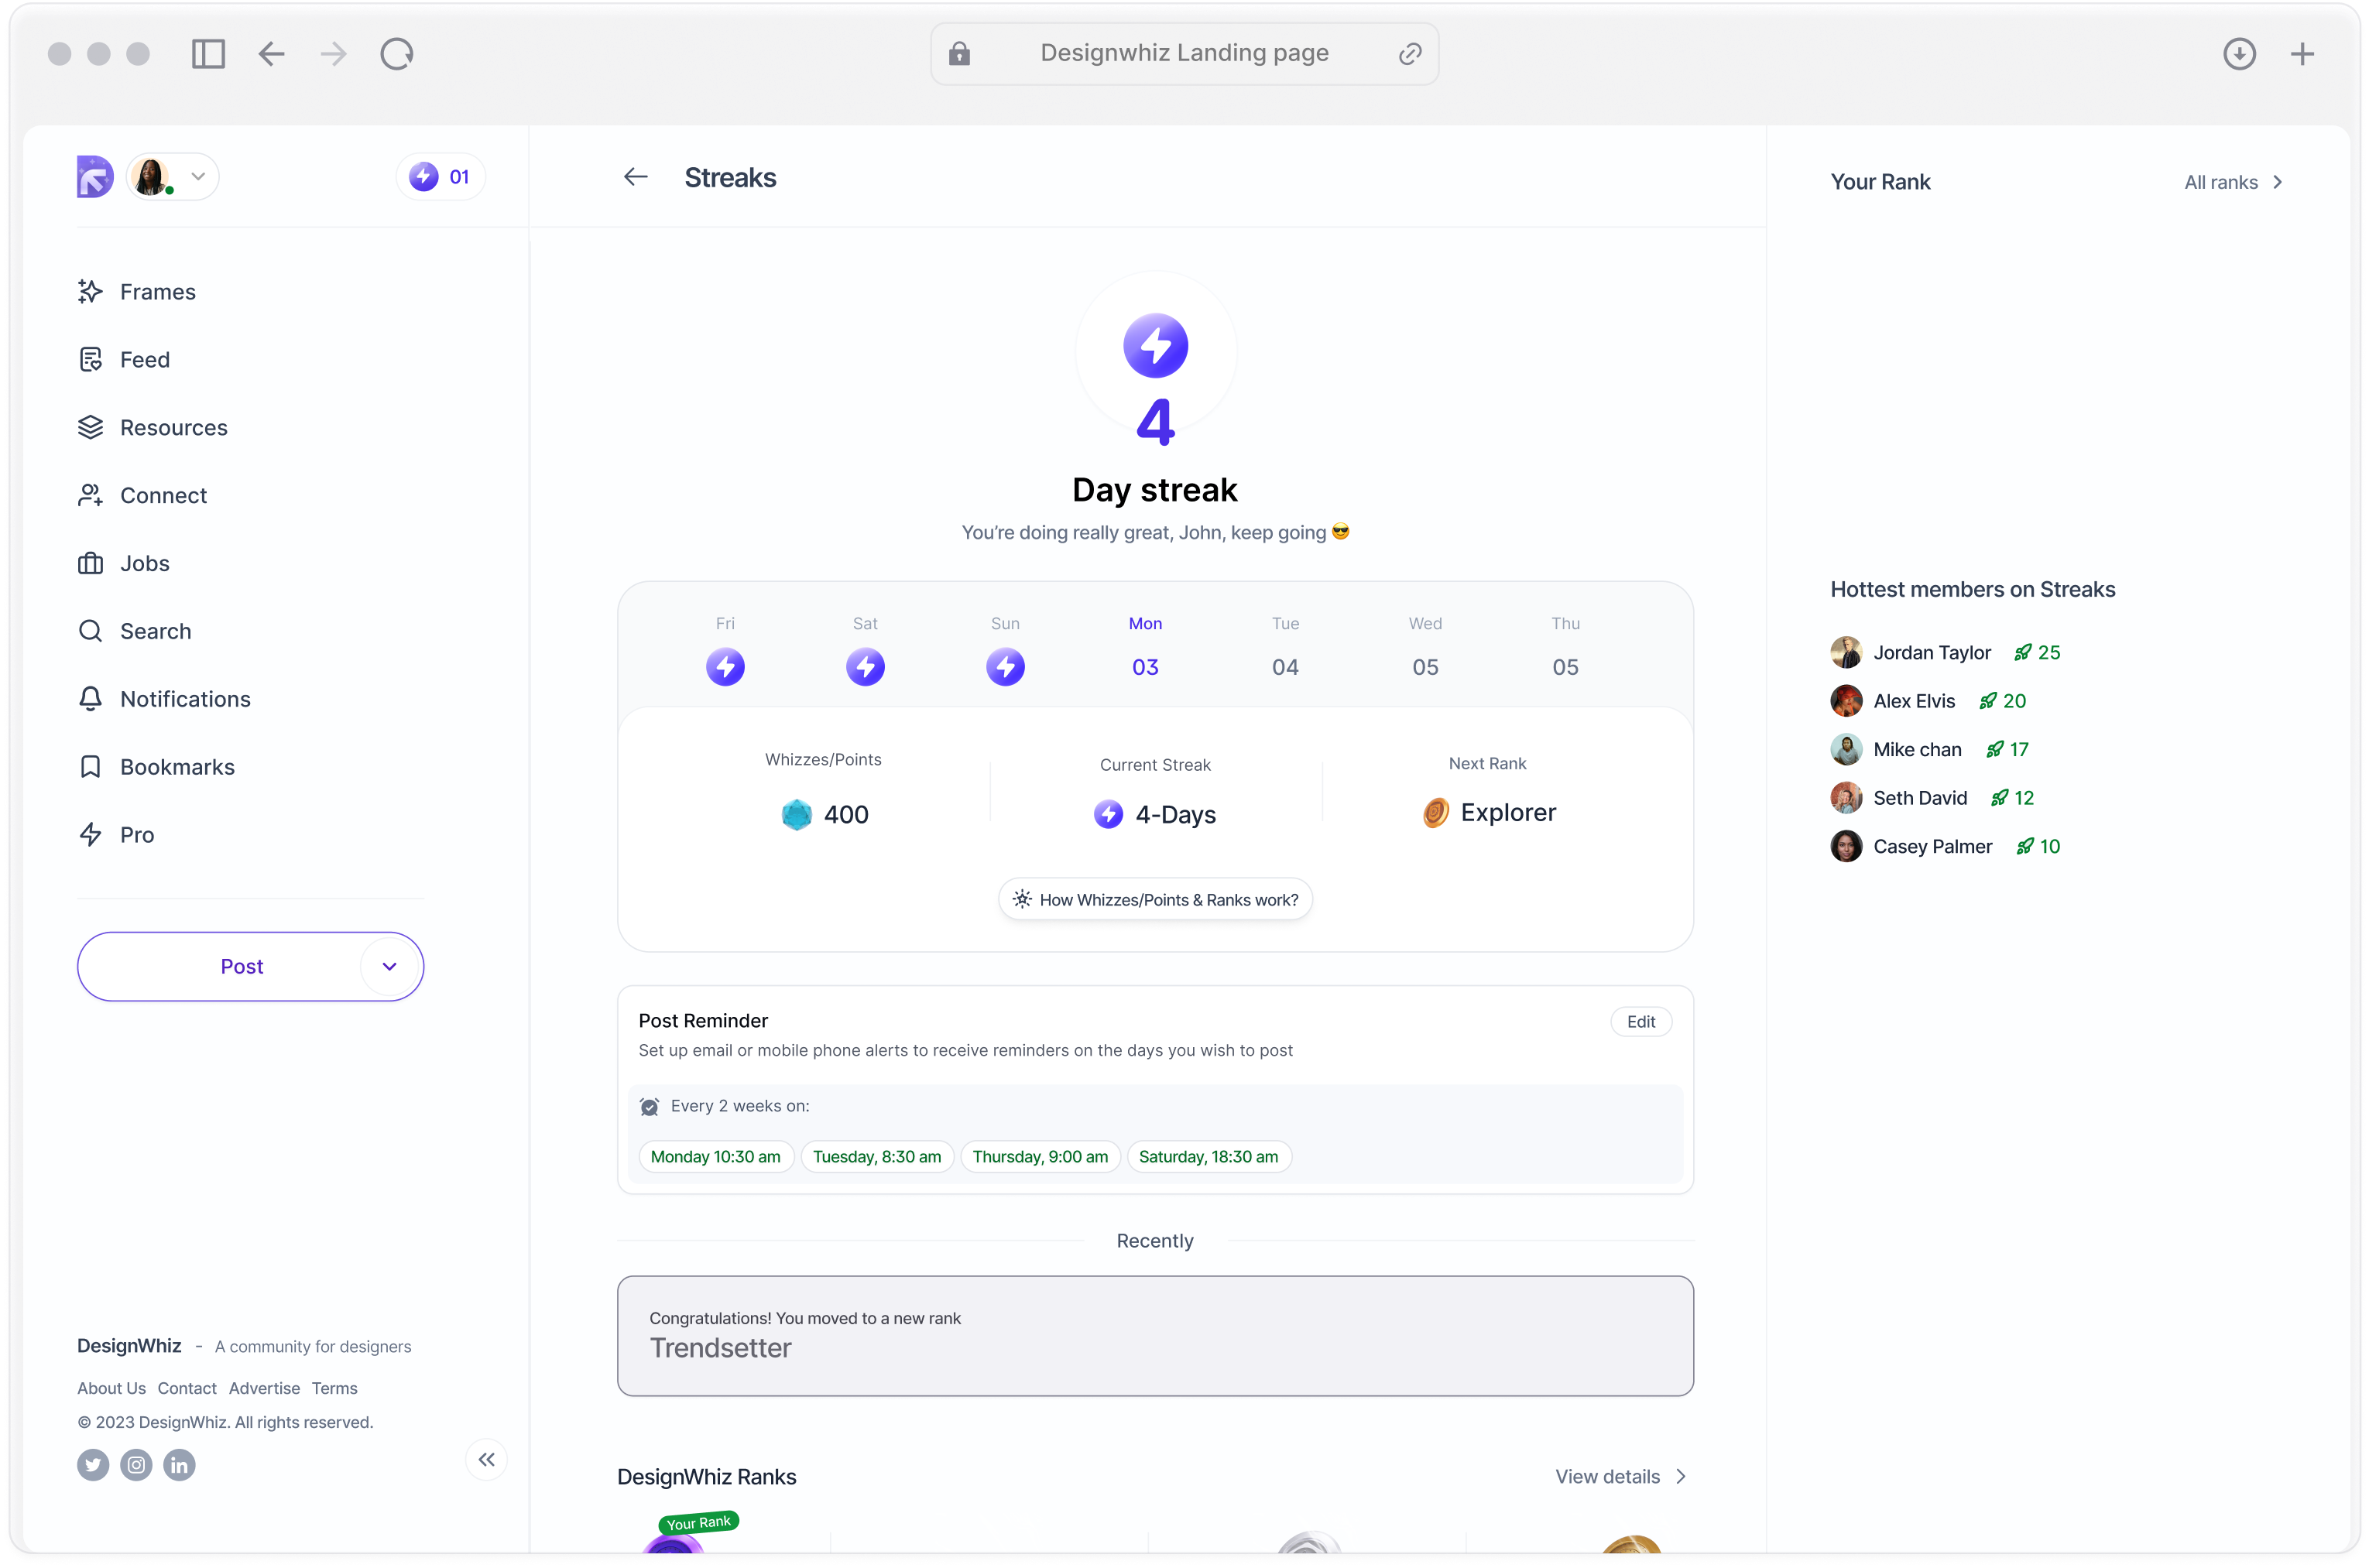 Designwhiz Landing page
01
Frames
Feed
Resources
Connect
Jobs
Search
Notifications
Bookmarks
Pro
Post
DesignWhiz - A community for designers
About Us Contact Advertise Terms
© 2023 DesignWhiz. All rights reserved.
Streaks
4
Day streak
You’re doing really great, John, keep going 😎
Fri Sat Sun Mon Tue Wed Thu
03 04 05 05
Whizzes/Points
400
Current Streak
4-Days
Next Rank
Explorer
How Whizzes/Points & Ranks work?
Post Reminder
Edit
Set up email or mobile phone alerts to receive reminders on the days you wish to post
Every 2 weeks on:
Monday 10:30 am Tuesday, 8:30 am Thursday, 9:00 am Saturday, 18:30 am
Recently
Congratulations! You moved to a new rank
Trendsetter
DesignWhiz Ranks
View details
Your Rank
Your Rank
All ranks
Hottest members on Streaks
Jordan Taylor 25
Alex Elvis 20
Mike chan 17
Seth David 12
Casey Palmer 10